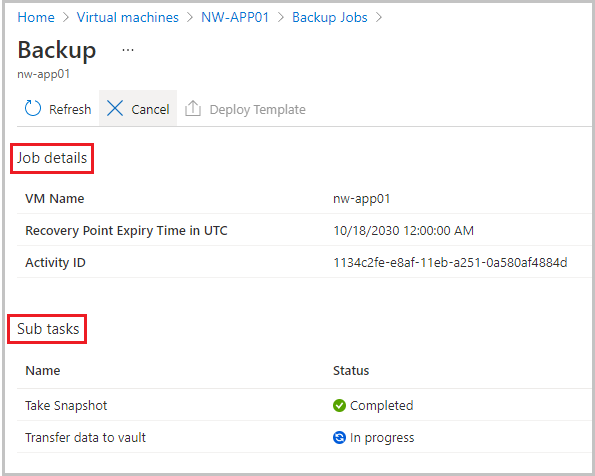 Home > Virtual machines > NW-APP01 > Backup Jobs >
Backup ...
nw-app01
Refresh Cancel Deploy Template
Job details
VM Name nw-app01
Recovery Point Expiry Time in UTC 10/18/2030 12:00:00 AM
Activity ID 1134c2fe-e8af-11eb-a251-0a580af4884d
Sub tasks
Name Status
Take Snapshot Completed
Transfer data to vault In progress